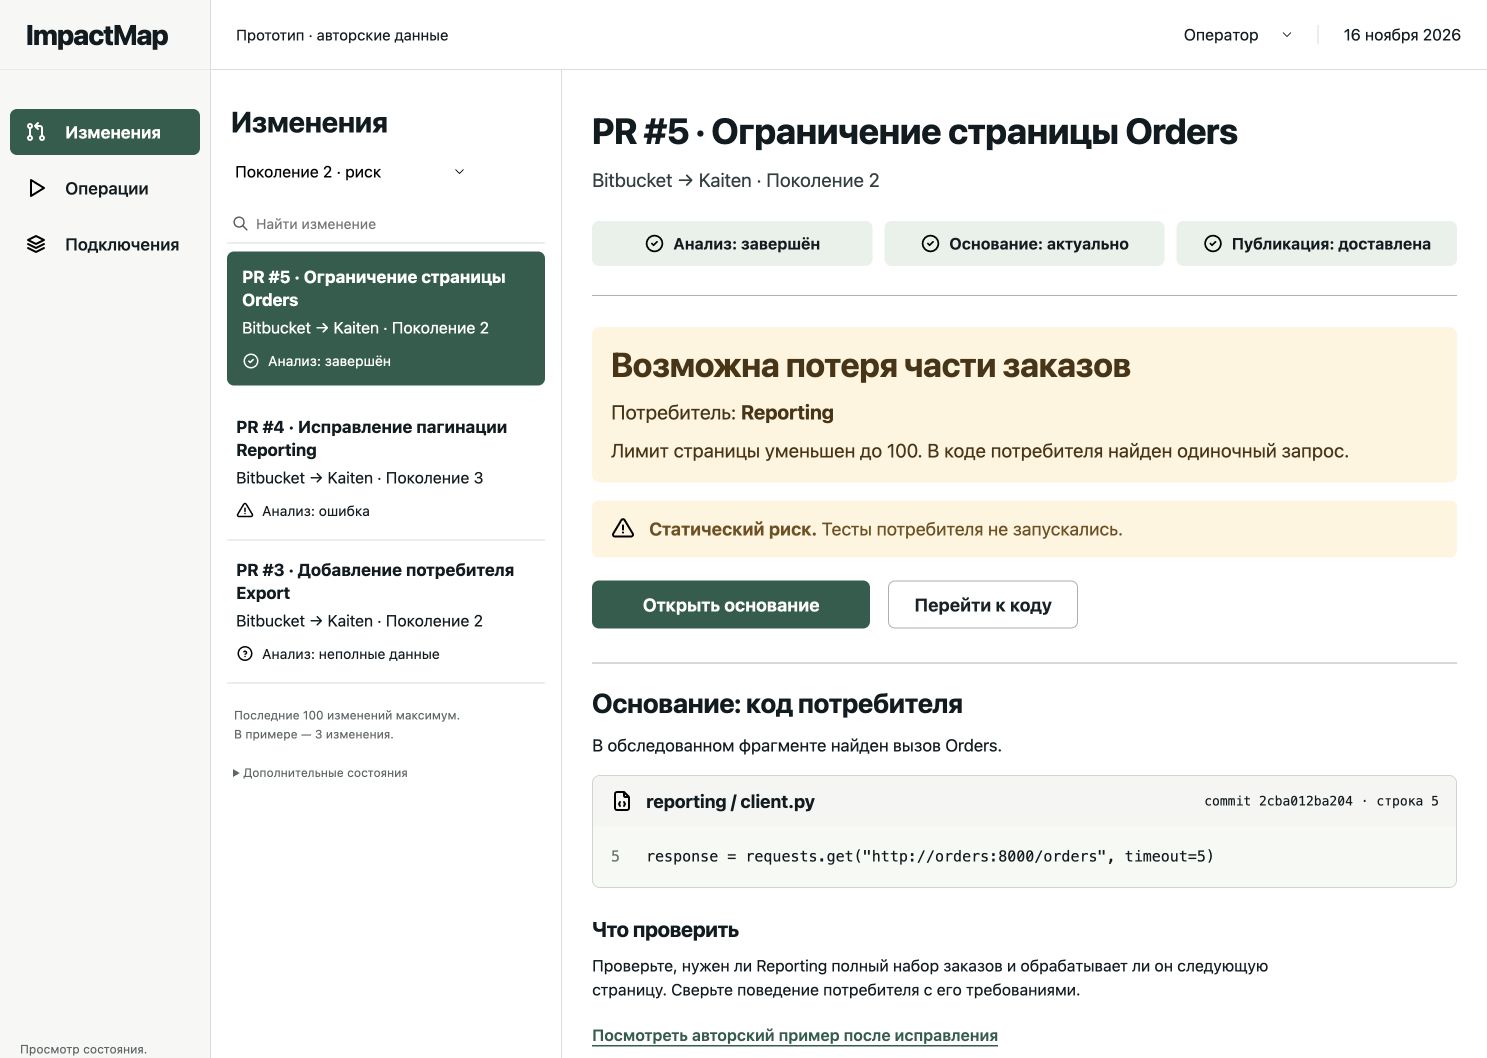 ImpactMap
Прототип · авторские данные
Оператор
16 ноября 2026
Изменения
Операции
Подключения
Просмотр состояния.
Изменения
Поколение 2 · риск
Найти изменение
PR #5 · Ограничение страницы
Orders
Bitbucket → Kaiten · Поколение 2
Анализ: завершён
PR #4 · Исправление пагинации
Reporting
Bitbucket → Kaiten · Поколение 3
Анализ: ошибка
PR #3 · Добавление потребителя
Export
Bitbucket → Kaiten · Поколение 2
Анализ: неполные данные
Последние 100 изменений максимум.
В примере — 3 изменения.
Дополнительные состояния
PR #5 · Ограничение страницы Orders
Bitbucket → Kaiten · Поколение 2
Анализ: завершён
Основание: актуально
Публикация: доставлена
Возможна потеря части заказов
Потребитель: Reporting
Лимит страницы уменьшен до 100. В коде потребителя найден одиночный запрос.
Статический риск. Тесты потребителя не запускались.
Открыть основание
Перейти к коду
Основание: код потребителя
В обследованном фрагменте найден вызов Orders.
reporting / client.py
commit 2cba012ba204 · строка 5
5 response = requests.get("http://orders:8000/orders", timeout=5)
Что проверить
Проверьте, нужен ли Reporting полный набор заказов и обрабатывает ли он следующую
страницу. Сверьте поведение потребителя с его требованиями.
Посмотреть авторский пример после исправления